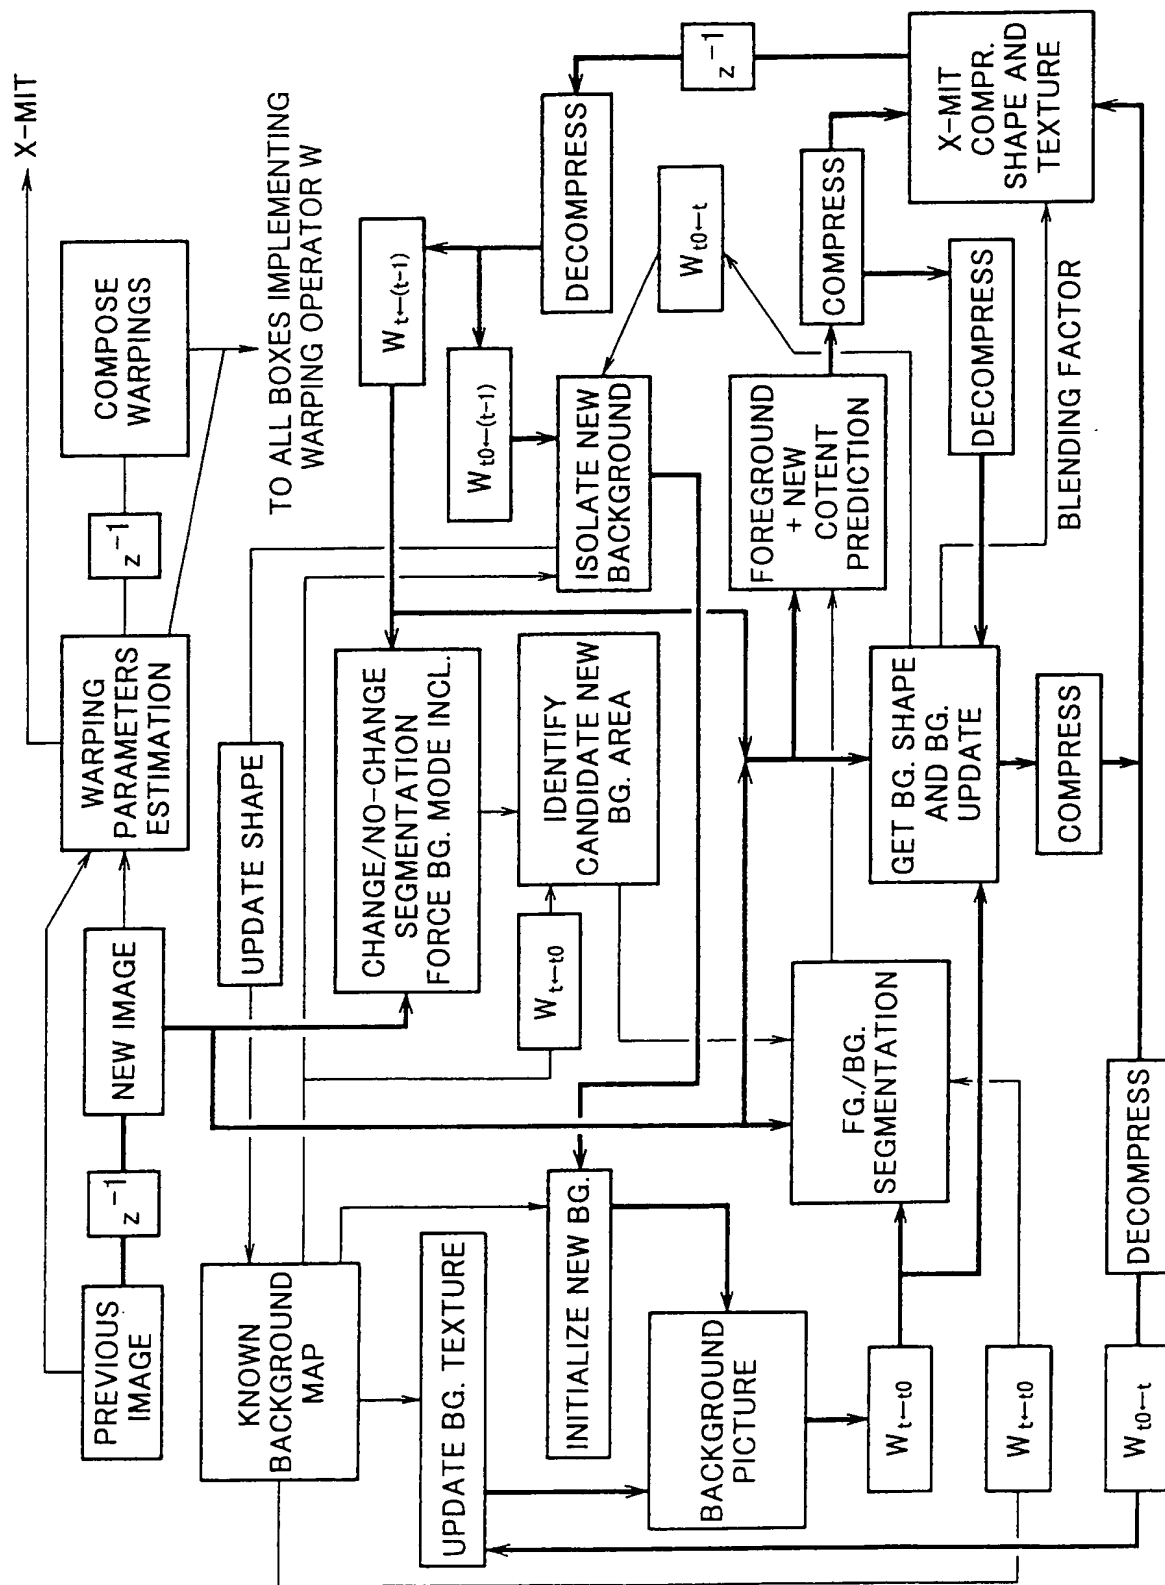 X-MIT
PREVIOUS
IMAGE
z⁻¹
NEW IMAGE
WARPING
PARAMETERS
ESTIMATION
z⁻¹
COMPOSE
WARPINGS
TO ALL BOXES IMPLEMENTING
WARPING OPERATOR W
KNOWN
BACKGROUND
MAP
UPDATE SHAPE
CHANGE/NO-CHANGE
SEGMENTATION
FORCE BG. MODE INCL.
W t←(t-1)
W t0←(t-1)
DECOMPRESS
z⁻¹
UPDATE BG. TEXTURE
INITIALIZE NEW BG.
W t←t0
IDENTIFY
CANDIDATE NEW
BG. AREA
ISOLATE NEW
BACKGROUND
W t0←t
BACKGROUND
PICTURE
FG./BG.
SEGMENTATION
FOREGROUND
+ NEW
COTENT
PREDICTION
COMPRESS
X-MIT
COMPR.
SHAPE AND
TEXTURE
W t←t0
GET BG. SHAPE
AND BG.
UPDATE
DECOMPRESS
W t←t0
COMPRESS
BLENDING FACTOR
W t0←t
DECOMPRESS